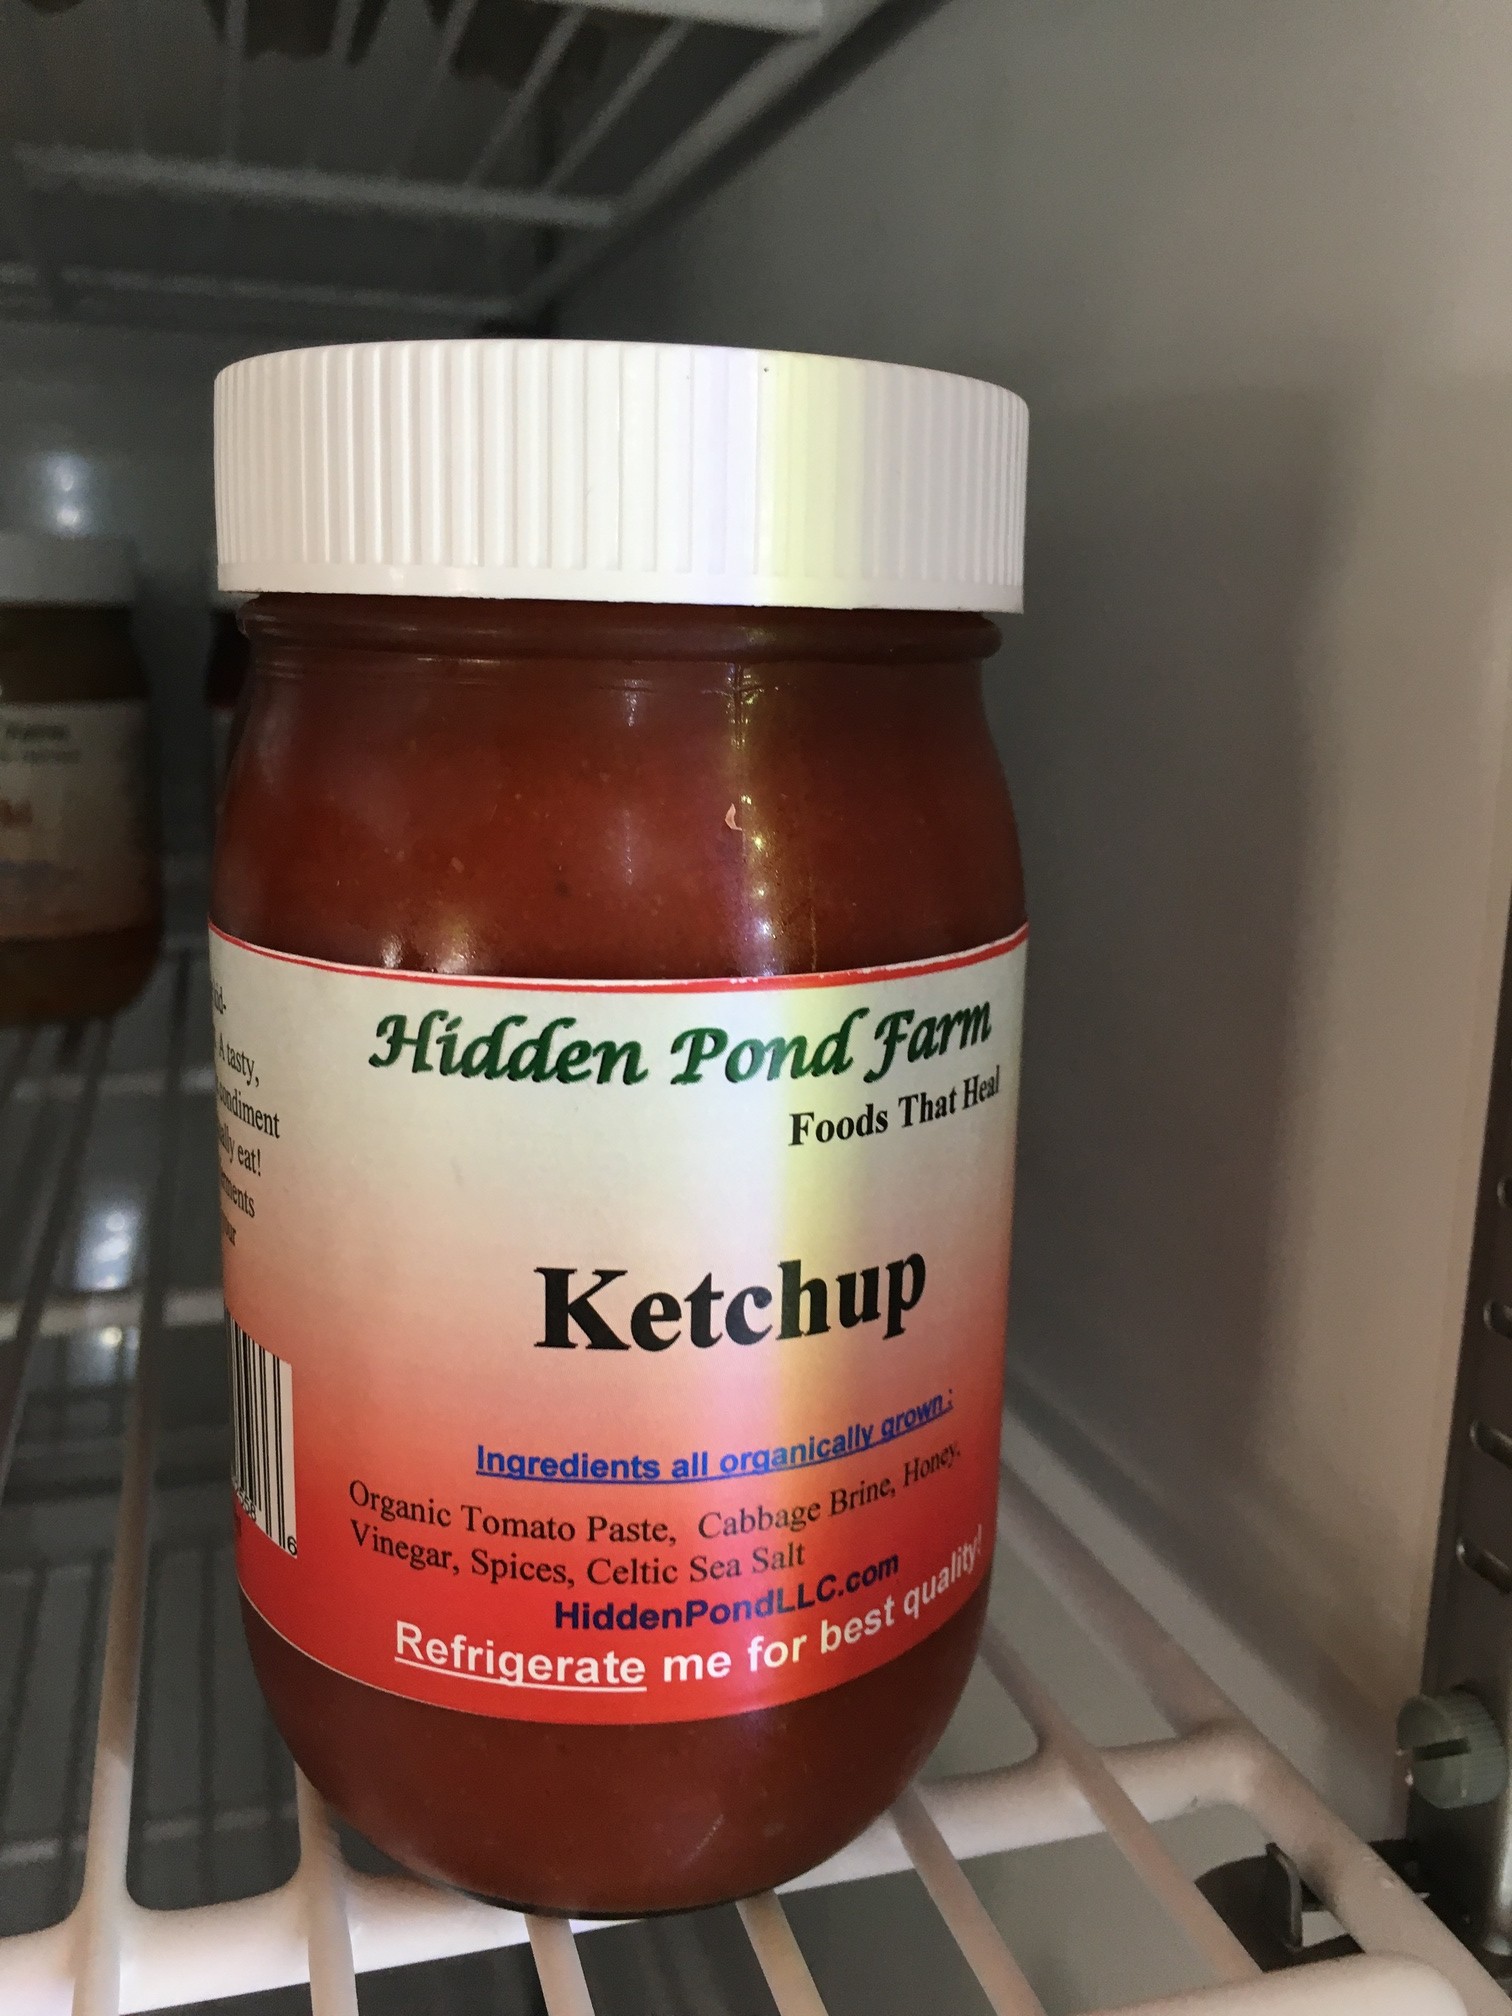 Hidden Pond Farm
Foods That Heal
Ketchup
Ingredients all organically grown:
Organic Tomato Paste, Cabbage Brine, Honey,
Vinegar, Spices, Celtic Sea Salt
HiddenPondLLC.com
Refrigerate me for best quality!
A tasty,
eat!
6